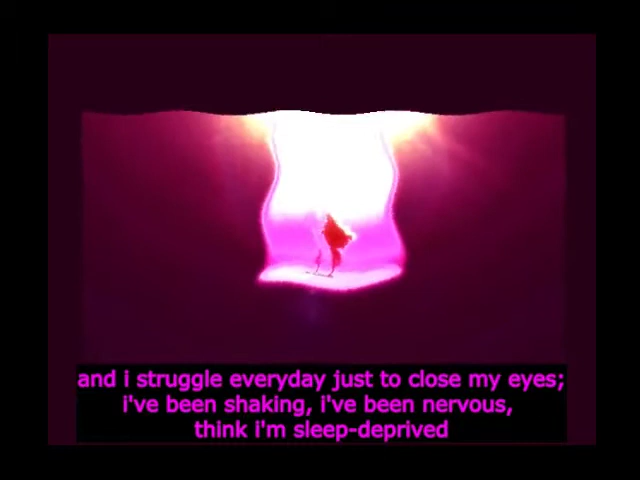 and i struggle everyday just to close my eyes;
i've been shaking, i've been nervous,
think i'm sleep-deprived